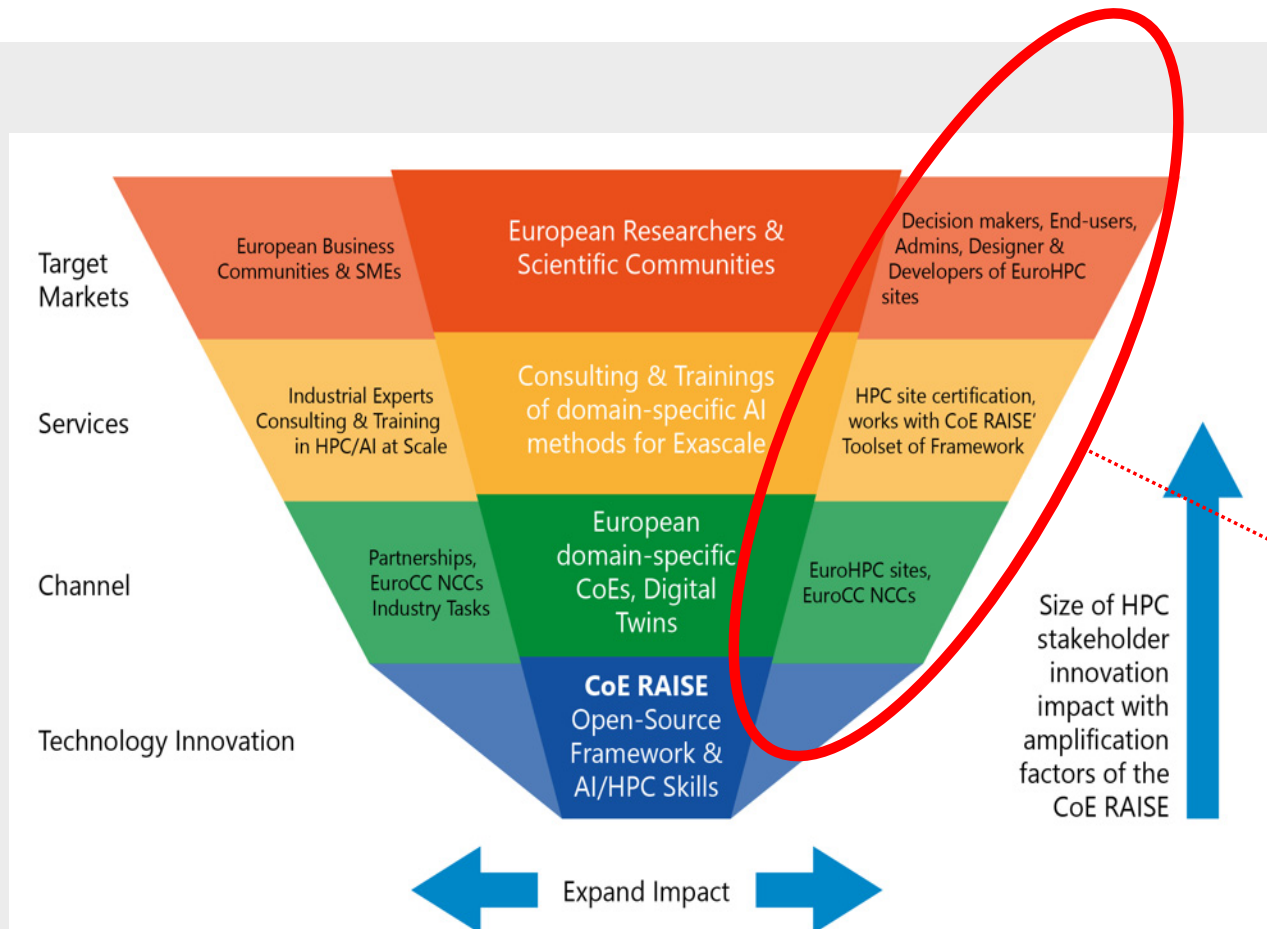 Target
Markets
European Business
Communities & SMEs
European Researchers &
Scientific Communities
Decision makers, End-users,
Admins, Designer &
Developers of EuroHPC
sites
Services
Industrial Experts
Consulting & Training
in HPC/AI at Scale
Consulting & Trainings
of domain-specific AI
methods for Exascale
HPC site certification,
works with CoE RAISE'
Toolset of Framework
Channel
Partnerships,
EuroCC NCCs
Industry Tasks
European
domain-specific
CoEs, Digital
Twins
EuroHPC sites,
EuroCC NCCs
Technology Innovation
CoE RAISE
Open-Source
Framework &
AI/HPC Skills
Size of HPC
stakeholder
innovation
impact with
amplification
factors of the
CoE RAISE
Expand Impact